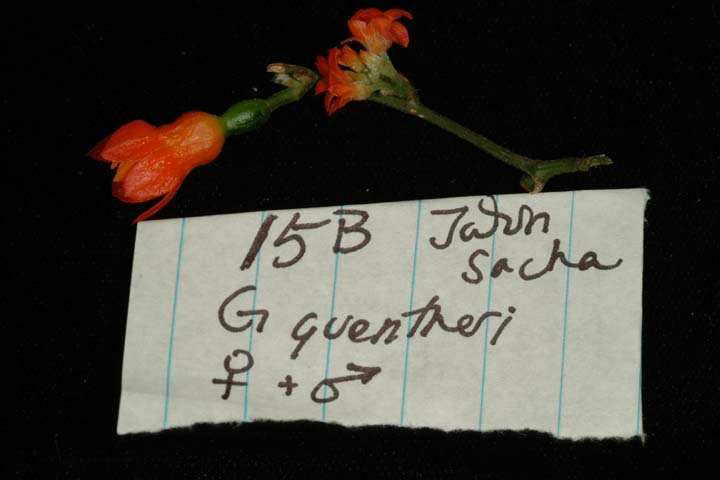 15B Jatun
Sacha
G guentheri
♀ + ♂